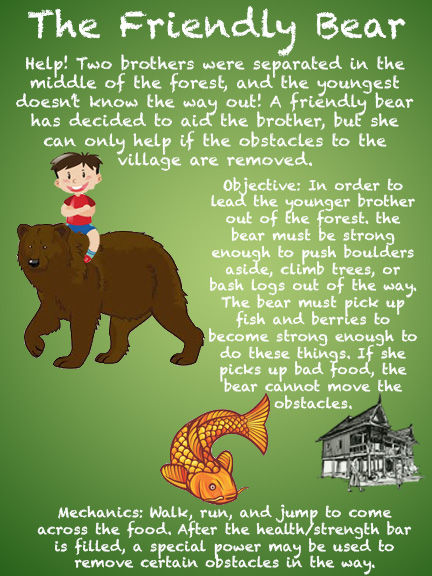 The Friendly Bear
Help! Two brothers were separated in the
middle of the forest, and the youngest
doesn't know the way out! A friendly bear
has decided to aid the brother, but she
can only help if the obstacles to the
village are removed.
Objective: In order to
lead the younger brother
out of the forest. the
bear must be strong
enough to push boulders
aside, climb trees, or
bash logs out of the way.
The bear must pick up
fish and berries to
become strong enough to
do these things. If she
picks up bad food, the
bear cannot move the
obstacles.
Mechanics: Walk, run, and jump to come
across the food. After the health/strength bar
is filled, a special power may be used to
remove certain obstacles in the way.